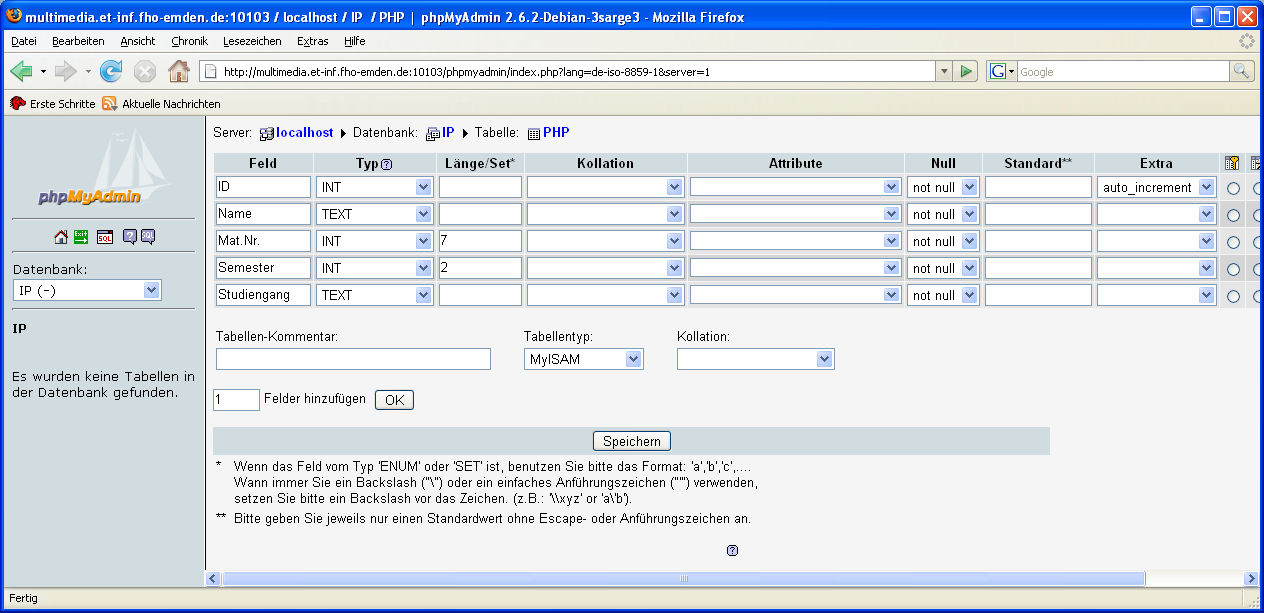 multimedia.et-inf.fho-emden.de:10103 / localhost / IP / PHP | phpMyAdmin 2.6.2-Debian-3sarge3 - Mozilla Firefox
Datei Bearbeiten Ansicht Chronik Lesezeichen Extras Hilfe
http://multimedia.et-inf.fho-emden.de:10103/phpmyadmin/index.php?lang=de-iso-8859-1&server=1 G Google
Erste Schritte Aktuelle Nachrichten
phpMyAdmin
Exit SQL ? SQL
Datenbank:
IP (-)
IP
Es wurden keine Tabellen in
der Datenbank gefunden.
Server: localhost Datenbank: IP Tabelle: PHP
Feld Typ ? Länge/Set* Kollation Attribute Null Standard** Extra
ID INT not null auto_increment
Name TEXT not null
Mat.Nr. INT 7 not null
Semester INT 2 not null
Studiengang TEXT not null
Tabellen-Kommentar: Tabellentyp: Kollation:
MyISAM
1 Felder hinzufügen OK
Speichern
* Wenn das Feld vom Typ 'ENUM' oder 'SET' ist, benutzen Sie bitte das Format: 'a','b','c',....
Wann immer Sie ein Backslash ("\") oder ein einfaches Anführungszeichen ("'") verwenden,
setzen Sie bitte ein Backslash vor das Zeichen. (z.B.: '\\xyz' or 'a\'b').
** Bitte geben Sie jeweils nur einen Standardwert ohne Escape- oder Anführungszeichen an.
?
Fertig